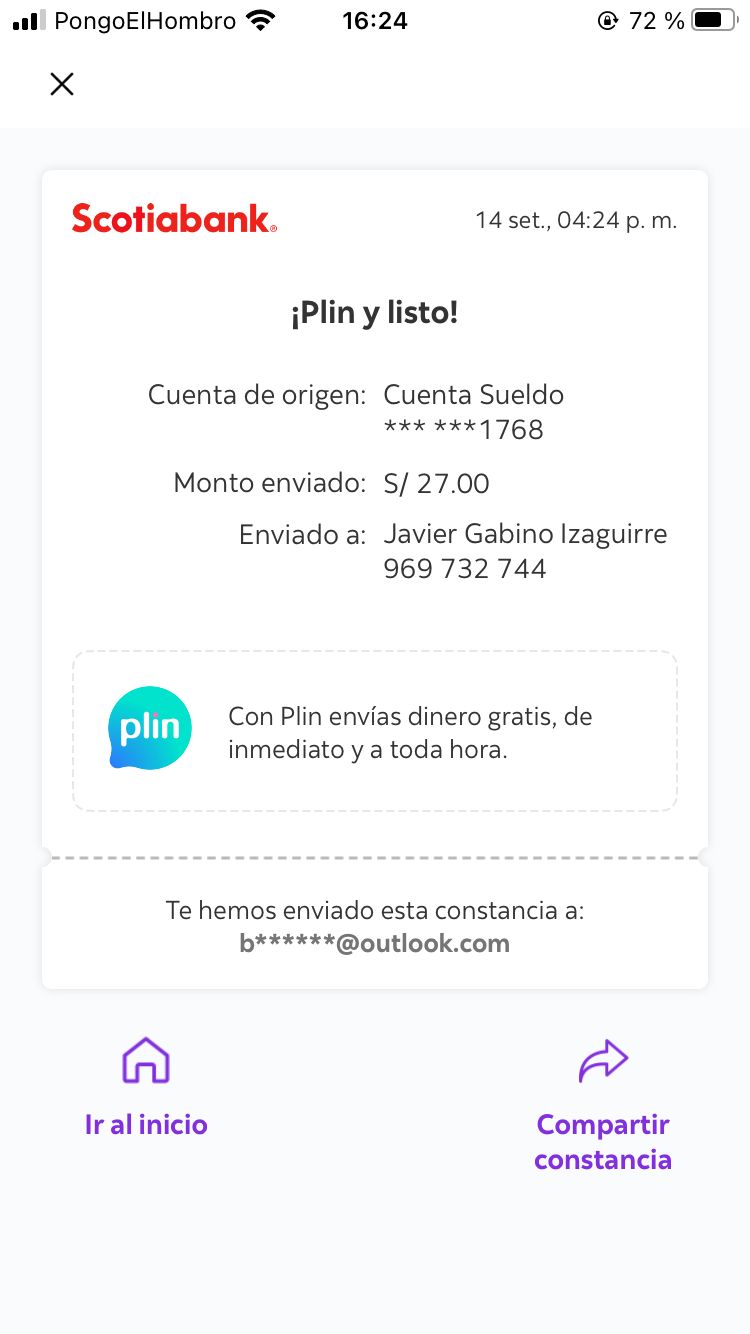 PongoElHombro 16:24 72 %
Scotiabank® 14 set., 04:24 p. m.
¡Plin y listo!
Cuenta de origen: Cuenta Sueldo
*** ***1768
Monto enviado: S/ 27.00
Enviado a: Javier Gabino Izaguirre
969 732 744
plin
Con Plin envías dinero gratis, de
inmediato y a toda hora.
Te hemos enviado esta constancia a:
b******@outlook.com
Ir al inicio
Compartir
constancia